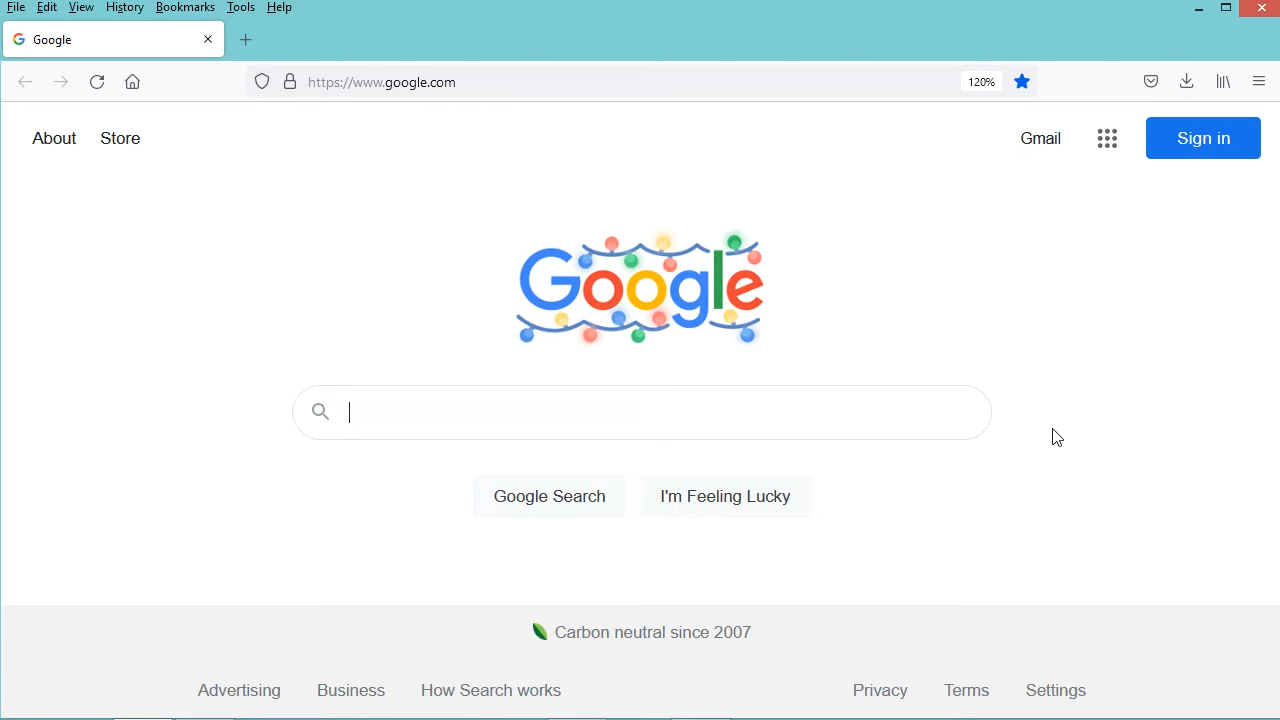 File Edit View History Bookmarks Tools Help
Google
https://www.google.com 120%
About Store Gmail Sign in
Google
Google Search I'm Feeling Lucky
Carbon neutral since 2007
Advertising Business How Search works Privacy Terms Settings